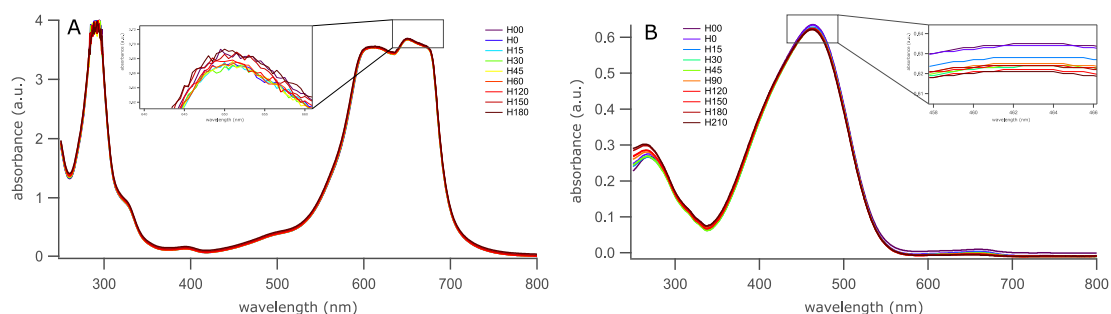 A
4
3
2
1
0
absorbance (a.u.)
300
400
500
600
700
800
wavelength (nm)
absorbance (a.u.)
wavelength (nm)
H00
H0
H15
H30
H45
H60
H120
H150
H180
B
0.6
0.5
0.4
0.3
0.2
0.1
0.0
absorbance (a.u.)
300
400
500
600
700
800
wavelength (nm)
H00
H0
H15
H30
H45
H90
H120
H150
H180
H210
absorbance (a.u.)
0,64
0,63
0,62
0,61
458
460
462
464
466
wavelength (nm)